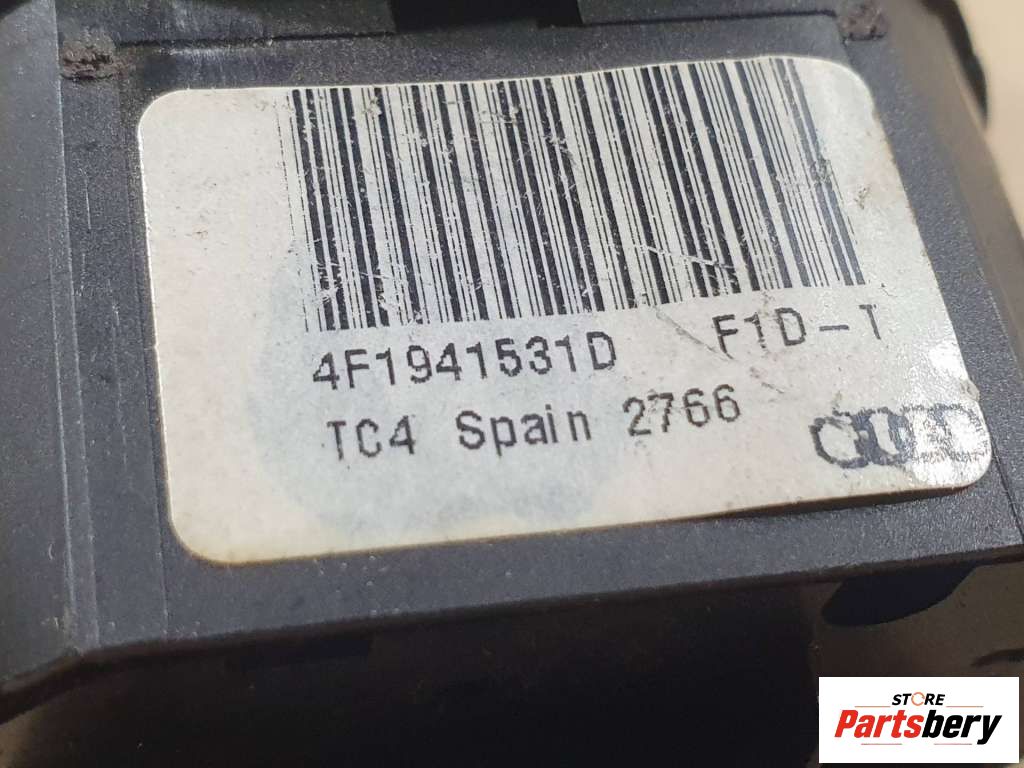 4F1941531D F1D-T
TC4 Spain 2766
STORE
Partsbery